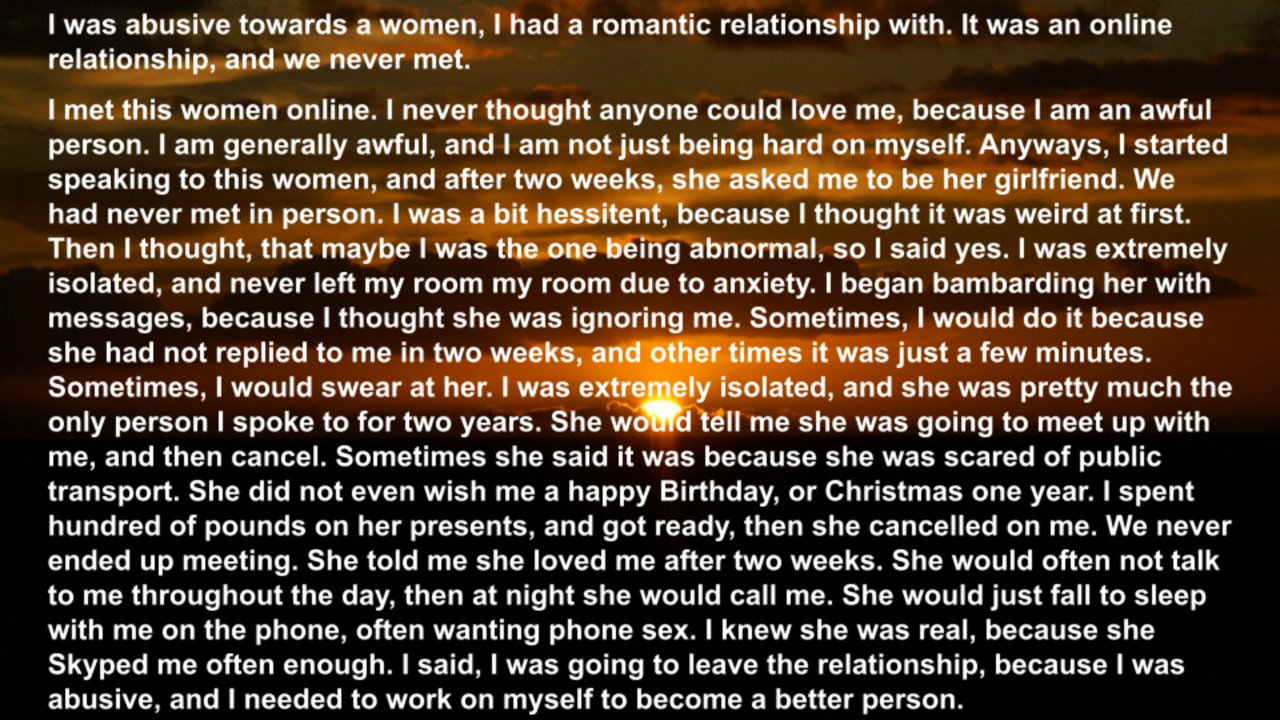 I was abusive towards a women, I had a romantic relationship with. It was an online
relationship, and we never met.
I met this women online. I never thought anyone could love me, because I am an awful
person. I am generally awful, and I am not just being hard on myself. Anyways, I started
speaking to this women, and after two weeks, she asked me to be her girlfriend. We
had never met in person. I was a bit hessitent, because I thought it was weird at first.
Then I thought, that maybe I was the one being abnormal, so I said yes. I was extremely
isolated, and never left my room my room due to anxiety. I began bambarding her with
messages, because I thought she was ignoring me. Sometimes, I would do it because
she had not replied to me in two weeks, and other times it was just a few minutes.
Sometimes, I would swear at her. I was extremely isolated, and she was pretty much the
only person I spoke to for two years. She would tell me she was going to meet up with
me, and then cancel. Sometimes she said it was because she was scared of public
transport. She did not even wish me a happy Birthday, or Christmas one year. I spent
hundred of pounds on her presents, and got ready, then she cancelled on me. We never
ended up meeting. She told me she loved me after two weeks. She would often not talk
to me throughout the day, then at night she would call me. She would just fall to sleep
with me on the phone, often wanting phone sex. I knew she was real, because she
Skyped me often enough. I said, I was going to leave the relationship, because I was
abusive, and I needed to work on myself to become a better person.